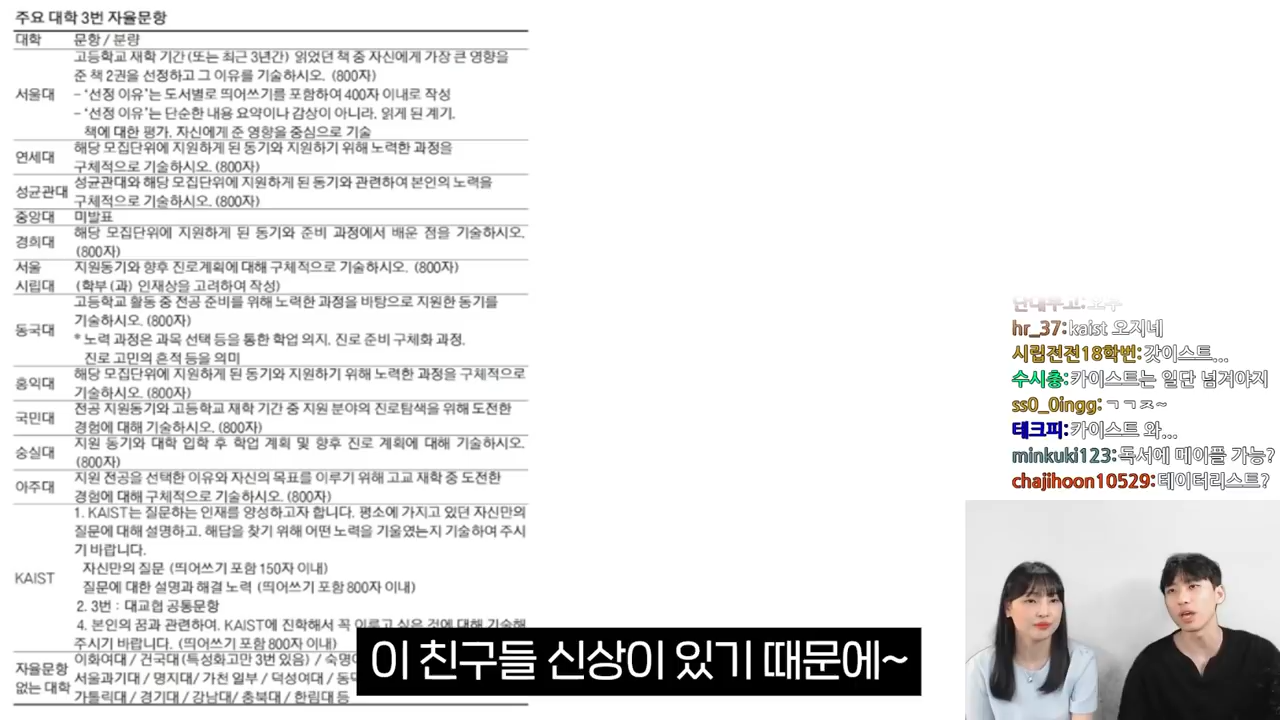 주요 대학 3번 자율문항
대학 문항 / 분량
서울대
고등학교 재학 기간(또는 최근 3년간) 읽었던 책 중 자신에게 가장 큰 영향을
준 책 2권을 선정하고 그 이유를 기술하시오. (800자)
- ‘선정 이유’는 도서별로 띄어쓰기를 포함하여 400자 이내로 작성
- ‘선정 이유’는 단순한 내용 요약이나 감상이 아니라, 읽게 된 계기,
책에 대한 평가, 자신에게 준 영향을 중심으로 기술
연세대
해당 모집단위에 지원하게 된 동기와 지원하기 위해 노력한 과정을
구체적으로 기술하시오. (800자)
성균관대
성균관대와 해당 모집단위에 지원하게 된 동기와 관련하여 본인의 노력을
구체적으로 기술하시오. (800자)
중앙대 미발표
경희대
해당 모집단위에 지원하게 된 동기와 준비 과정에서 배운 점을 기술하시오.
(800자)
서울 지원동기와 향후 진로계획에 대해 구체적으로 기술하시오. (800자)
시립대 (학부(과) 인재상을 고려하여 작성)
동국대
고등학교 활동 중 전공 준비를 위해 노력한 과정을 바탕으로 지원한 동기를
기술하시오. (800자)
* 노력 과정은 과목 선택 등을 통한 학업 의지, 진로 준비 구체화 과정,
진로 고민의 흔적 등을 의미
홍익대
해당 모집단위에 지원하게 된 동기와 지원하기 위해 노력한 과정을 구체적으로
기술하시오. (800자)
국민대
전공 지원동기와 고등학교 재학 기간 중 지원 분야의 진로탐색을 위해 도전한
경험에 대해 기술하시오. (800자)
숭실대
지원 동기와 대학 입학 후 학업 계획 및 향후 진로 계획에 대해 기술하시오.
(800자)
아주대
지원 전공을 선택한 이유와 자신의 목표를 이루기 위해 고교 재학 중 도전한
경험에 대해 구체적으로 기술하시오. (800자)
KAIST
1. KAIST는 질문하는 인재를 양성하고자 합니다. 평소에 가지고 있던 자신만의
질문에 대해 설명하고, 해답을 찾기 위해 어떤 노력을 기울였는지 기술하여 주시
기 바랍니다.
자신만의 질문 (띄어쓰기 포함 150자 이내)
질문에 대한 설명과 해결 노력 (띄어쓰기 포함 800자 이내)
2. 3번 : 대교협 공통문항
4. 본인의 꿈과 관련하여, KAIST에 진학해서 꼭 이루고 싶은 것에 대해 기술해
주시기 바랍니다. (띄어쓰기 포함 800자 이내)
자율문항
없는 대학
이화여대 / 건국대(특성화고만 3번 있음) / 숙명여
서울과기대 / 명지대/ 가천 일부 / 덕성여대 / 동
가톨릭대 / 경기대 / 강남대/ 충북대 / 한림대 등
hr_37:kaist 오지네
시립전전18학번:갓이스트...
수시충:카이스트는 일단 넘겨야지
ss0_0ingg:ㄱㄱㅈ~
테크피:카이스트 와...
minkuki123:독서에 메이플 가능?
chajihoon10529:테이터리스트?
이 친구들 신상이 있기 때문에~